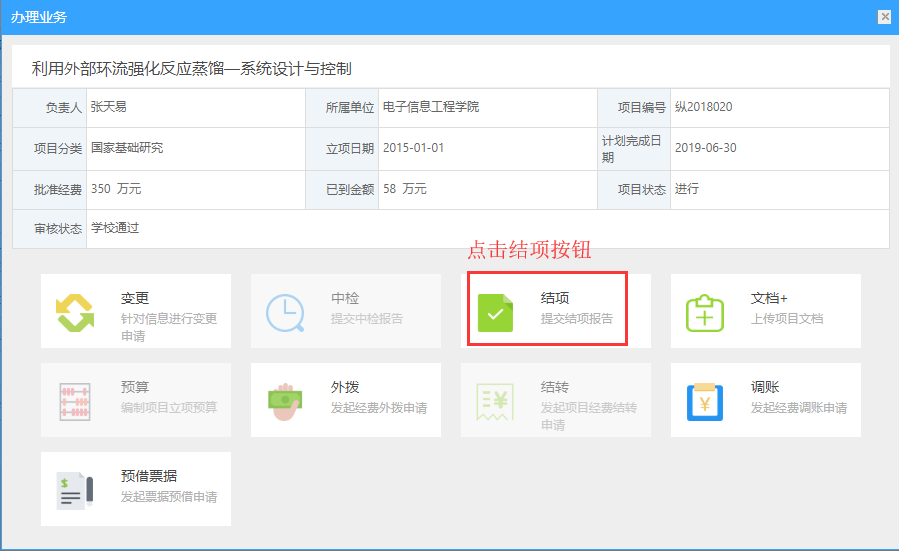 办理业务
利用外部环流强化反应蒸馏—系统设计与控制
负责人 张天易 所属单位 电子信息工程学院 项目编号 纵2018020
项目分类 国家基础研究 立项日期 2015-01-01 计划完成日期 2019-06-30
批准经费 350 万元 已到金额 58 万元 项目状态 进行
审核状态 学校通过
点击结项按钮
变更
针对信息进行变更
申请
中检
提交中检报告
结项
提交结项报告
文档+
上传项目文档
预算
编制项目立项预算
外拨
发起经费外拨申请
结转
发起项目经费结转
申请
调账
发起经费调账申请
预借票据
发起票据预借申请